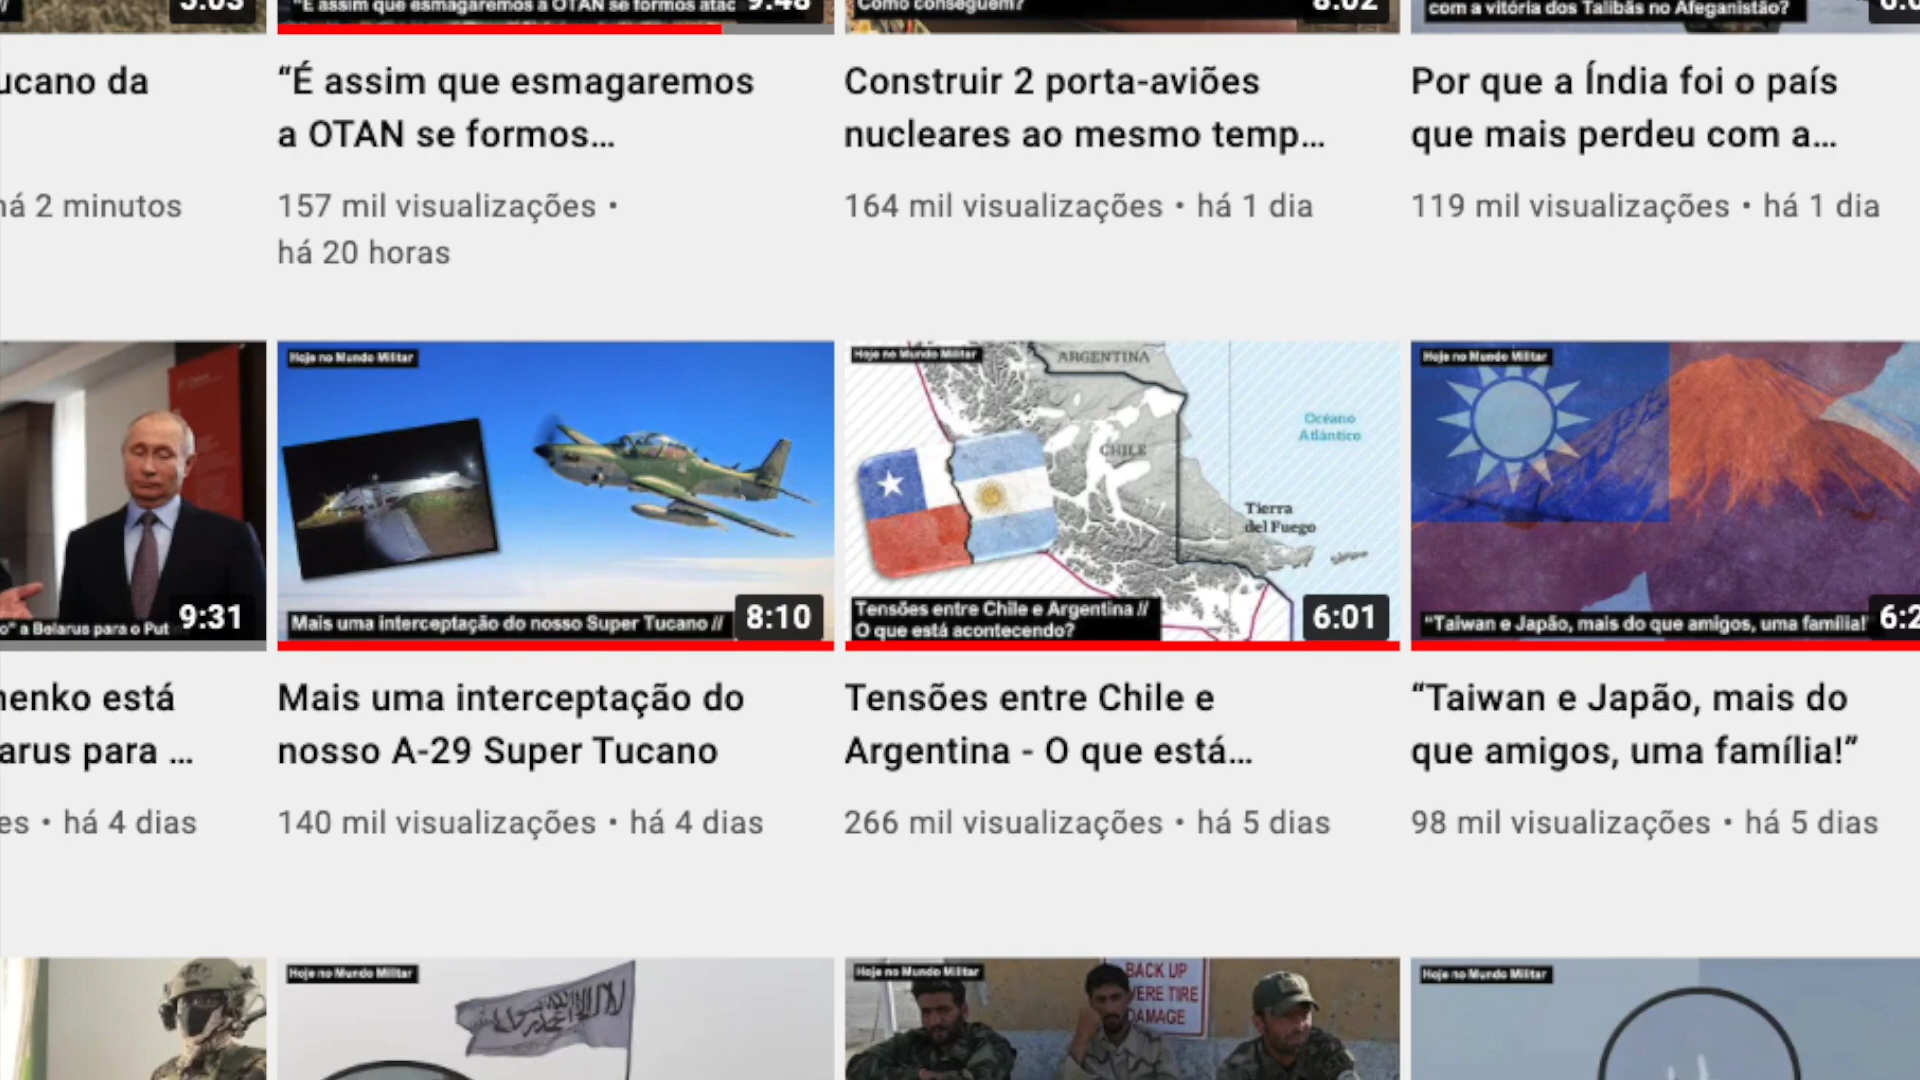 5:03
"É assim que esmagaremos a OTAN se formos atac
9:48
Como conseguem?
8:02
com a vitória dos Talibãs no Afeganistão?
ucano da
há 2 minutos
“É assim que esmagaremos
a OTAN se formos...
157 mil visualizações •
há 20 horas
Construir 2 porta-aviões
nucleares ao mesmo temp...
164 mil visualizações • há 1 dia
Por que a Índia foi o país
que mais perdeu com a...
119 mil visualizações • há 1 dia
o" a Belarus para o Put
9:31
Hoje no Mundo Militar
Mais uma interceptação do nosso Super Tucano //
8:10
Hoje no Mundo Militar
ARGENTINA
Océano
Atlántico
CHILE
Tierra
del Fuego
Tensões entre Chile e Argentina //
O que está acontecendo?
6:01
Hoje no Mundo Militar
"Taiwan e Japão, mais do que amigos, uma família!"
6:2
henko está
arus para ...
es • há 4 dias
Mais uma interceptação do
nosso A-29 Super Tucano
140 mil visualizações • há 4 dias
Tensões entre Chile e
Argentina - O que está...
266 mil visualizações • há 5 dias
“Taiwan e Japão, mais do
que amigos, uma família!”
98 mil visualizações • há 5 dias
Hoje no Mundo Militar
Hoje no Mundo Militar
BACK UP
VERE TIRE
DAMAGE
Hoje no Mundo Militar